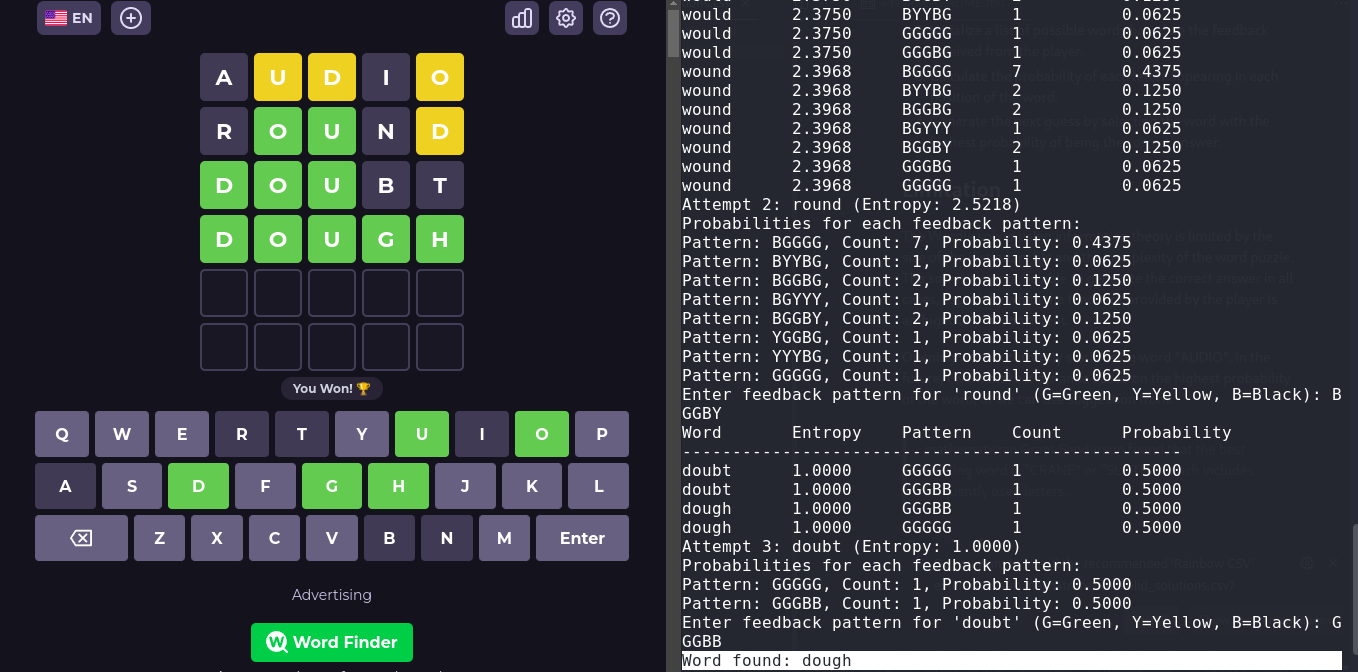 EN
AUDIO
ROUND
DOUBT
DOUGH
You Won! 🏆
Q W E R T Y U I O P
A S D F G H J K L
Z X C V B N M Enter
Advertising
W Word Finder
would 2.3750 BYYBG 1 0.0625
would 2.3750 GGGGG 1 0.0625
would 2.3750 GGGBG 1 0.0625
wound 2.3968 BGGGG 7 0.4375
wound 2.3968 BYYBG 2 0.1250
wound 2.3968 BGGBG 2 0.1250
wound 2.3968 BGYYY 1 0.0625
wound 2.3968 BGGBY 2 0.1250
wound 2.3968 GGGBG 1 0.0625
wound 2.3968 GGGGG 1 0.0625
Attempt 2: round (Entropy: 2.5218)
Probabilities for each feedback pattern:
Pattern: BGGGG, Count: 7, Probability: 0.4375
Pattern: BYYBG, Count: 1, Probability: 0.0625
Pattern: BGGBG, Count: 2, Probability: 0.1250
Pattern: BGYYY, Count: 1, Probability: 0.0625
Pattern: BGGBY, Count: 2, Probability: 0.1250
Pattern: YGGBG, Count: 1, Probability: 0.0625
Pattern: YYYBG, Count: 1, Probability: 0.0625
Pattern: GGGGG, Count: 1, Probability: 0.0625
Enter feedback pattern for 'round' (G=Green, Y=Yellow, B=Black): B
GGBY
Word Entropy Pattern Count Probability
--------------------------------------------------
doubt 1.0000 GGGGG 1 0.5000
doubt 1.0000 GGGBB 1 0.5000
dough 1.0000 GGGBB 1 0.5000
dough 1.0000 GGGGG 1 0.5000
Attempt 3: doubt (Entropy: 1.0000)
Probabilities for each feedback pattern:
Pattern: GGGGG, Count: 1, Probability: 0.5000
Pattern: GGGBB, Count: 1, Probability: 0.5000
Enter feedback pattern for 'doubt' (G=Green, Y=Yellow, B=Black): G
GGBB
Word found: dough